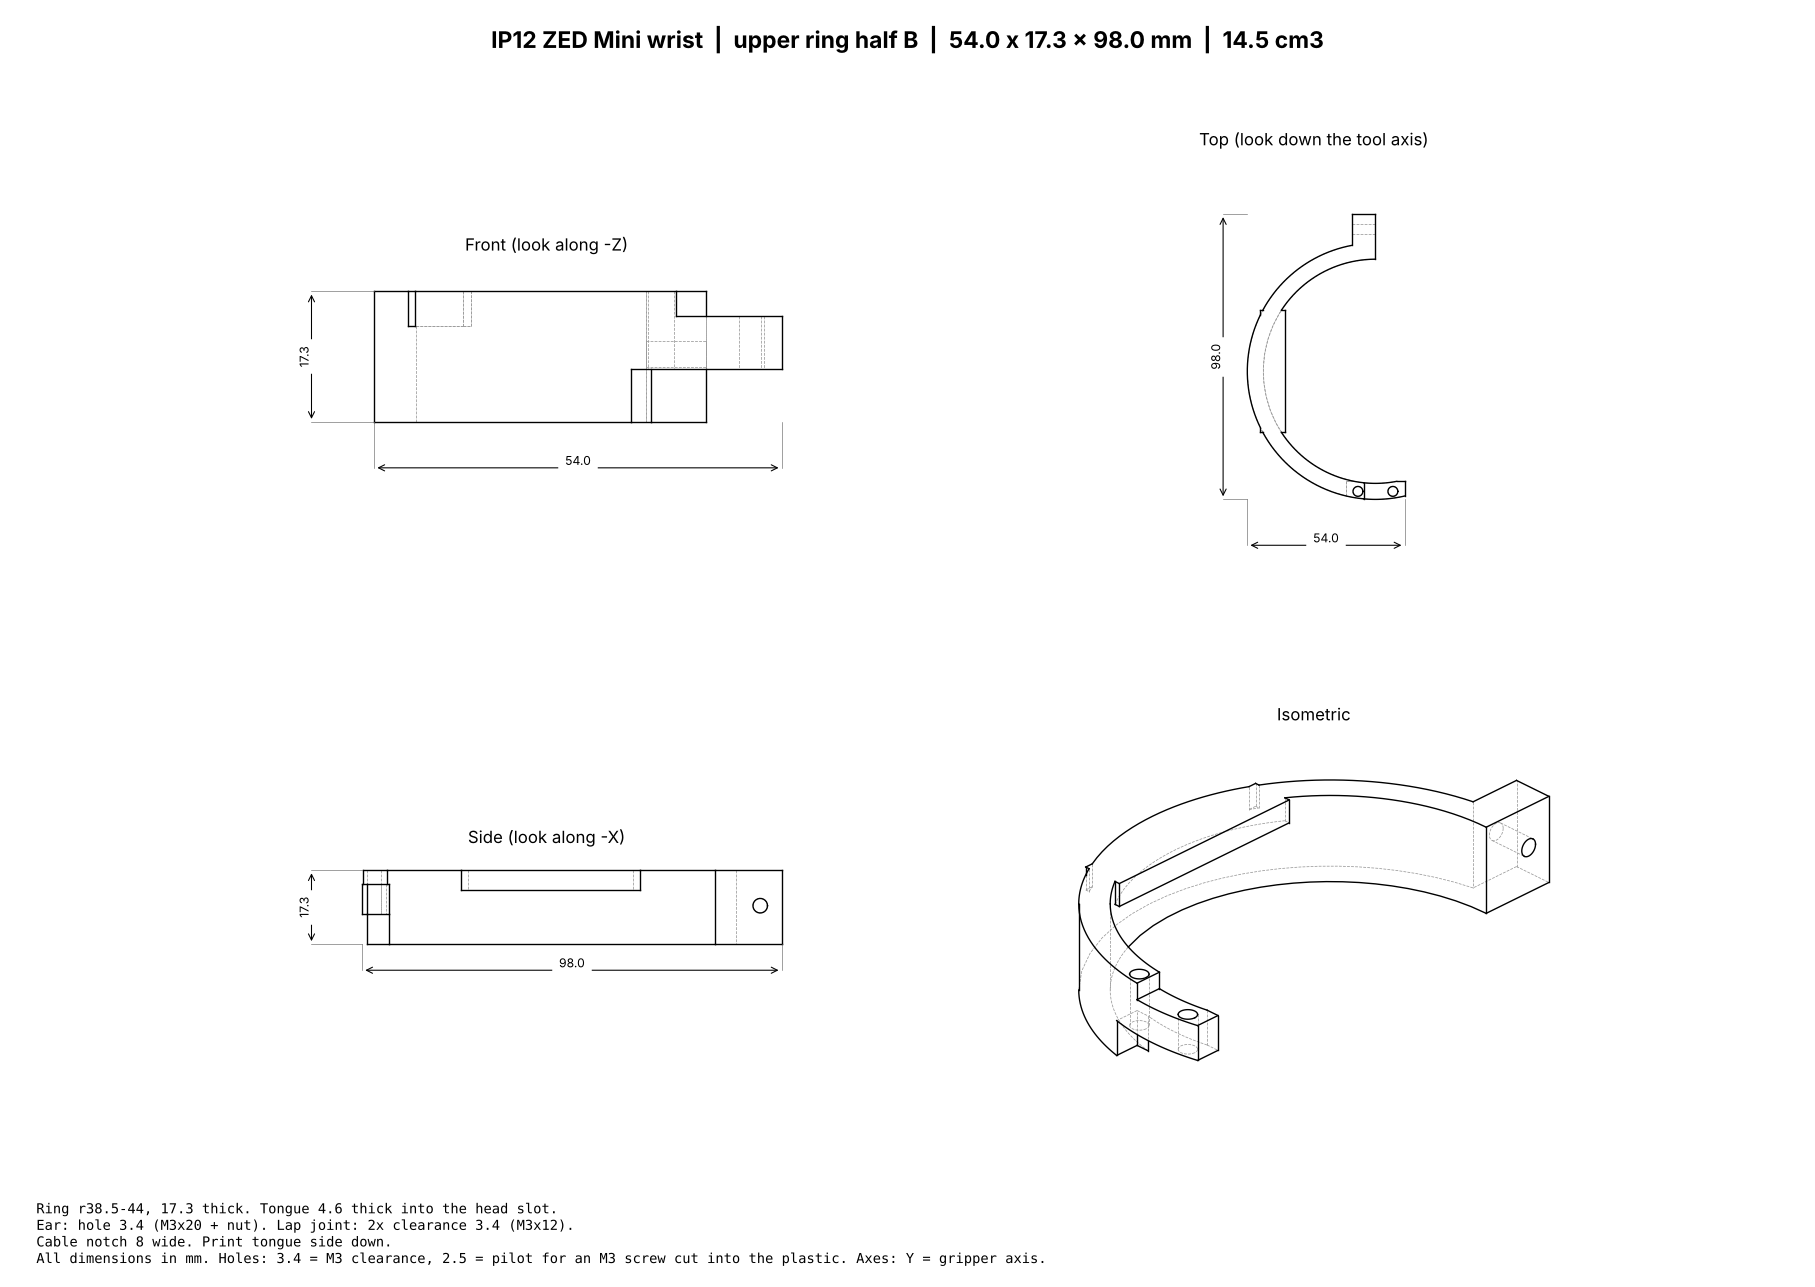 IP12 ZED Mini wrist | upper ring half B | 54.0 x 17.3 × 98.0 mm | 14.5 cm3
Top (look down the tool axis)
Front (look along -Z)
17.3
54.0
98.0
54.0
Isometric
Side (look along -X)
17.3
98.0
Ring r38.5-44, 17.3 thick. Tongue 4.6 thick into the head slot.
Ear: hole 3.4 (M3x20 + nut). Lap joint: 2x clearance 3.4 (M3x12).
Cable notch 8 wide. Print tongue side down.
All dimensions in mm. Holes: 3.4 = M3 clearance, 2.5 = pilot for an M3 screw cut into the plastic. Axes: Y = gripper axis.